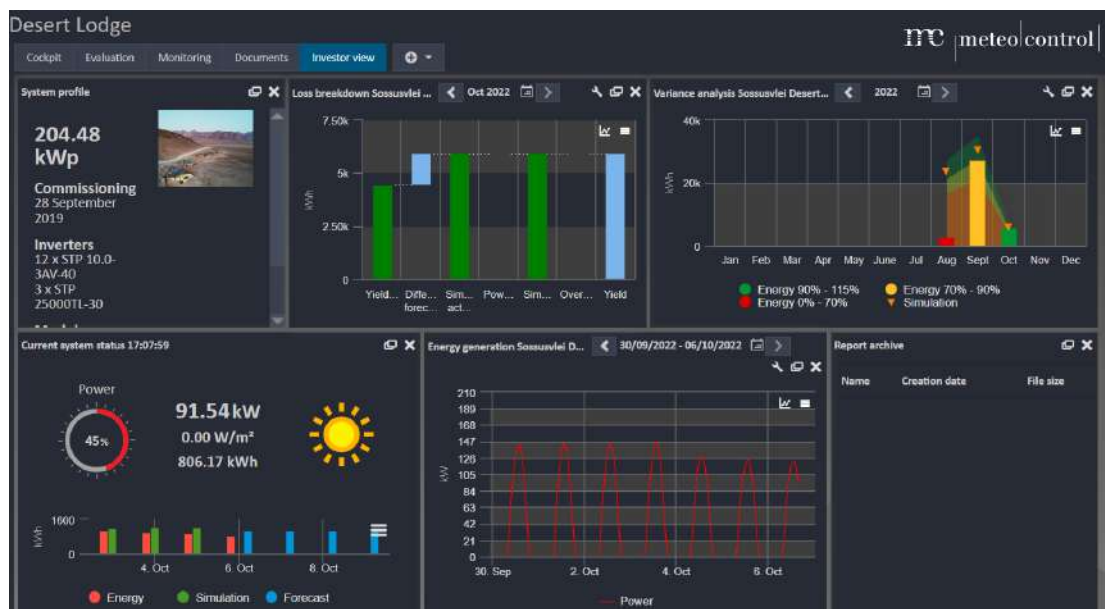 Desert Lodge
mc meteocontrol
Cockpit Evaluation Monitoring Documents Investor view
System profile
204.48
kWp
Commissioning
28 September
2019
Inverters
12 x STP 10.0-
3AV-40
3 x STP
25000TL-30
Loss breakdown Sossusvlei ... Oct 2022
7.50k
5k
2.50k
0
kWh
Yield... Diffe... Sim... Pow... Sim... Over... Yield
forec... act...
Variance analysis Sossusvlei Desert... 2022
40k
20k
0
kWh
Jan Feb Mar Apr May June Jul Aug Sept Oct Nov Dec
Energy 90% - 115% Energy 70% - 90%
Energy 0% - 70% Simulation
Current system status 17:07:59
Power
45%
91.54 kW
0.00 W/m²
806.17 kWh
1600
0
kWh
4. Oct 6. Oct 8. Oct
Energy Simulation Forecast
Energy generation Sossusvlei D... 30/09/2022 - 06/10/2022
210
189
168
147
126
105
84
63
42
21
0
kW
30. Sep 2. Oct 4. Oct 6. Oct
Power
Report archive
Name Creation date File size